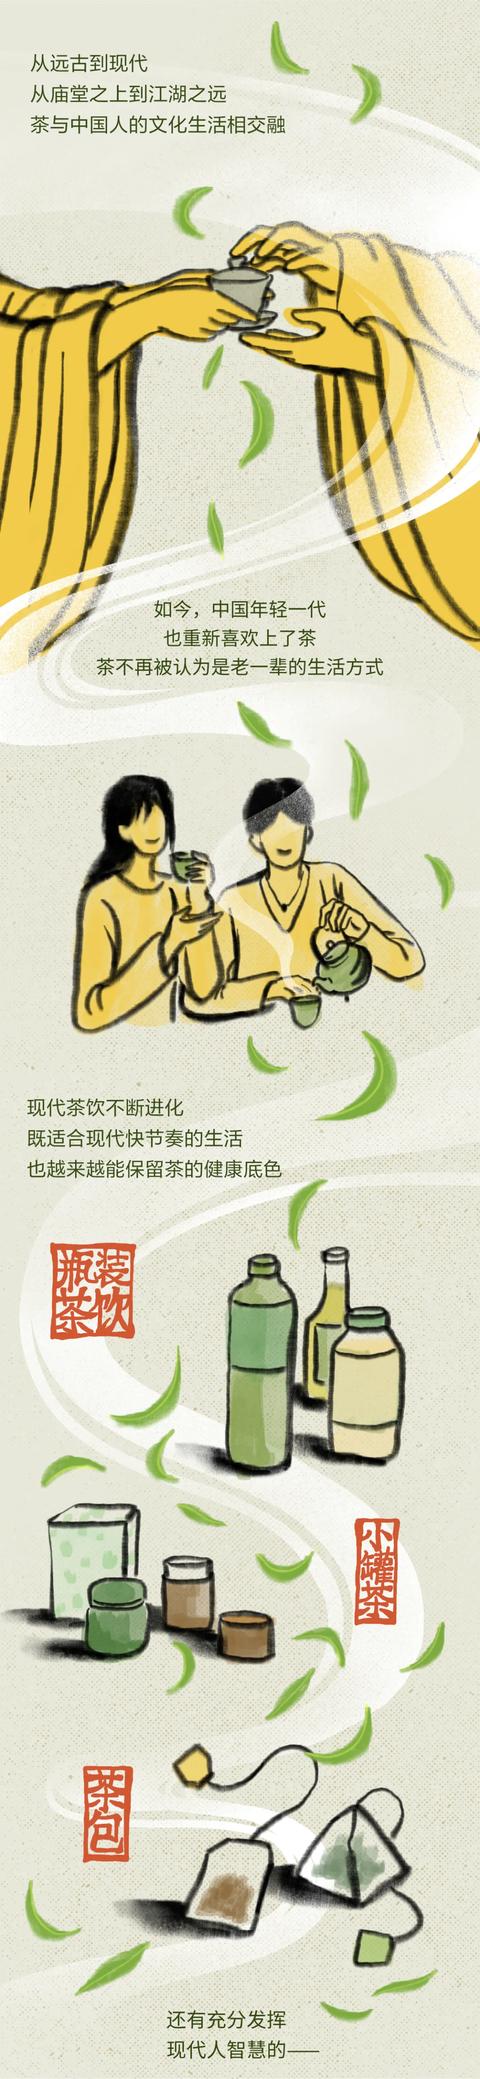 从远古到现代
从庙堂之上到江湖之远
茶与中国人的文化生活相交融
如今，中国年轻一代
也重新喜欢上了茶
茶不再被认为是老一辈的生活方式
现代茶饮不断进化
既适合现代快节奏的生活
也越来越能保留茶的健康底色
瓶装
茶饮
小罐茶
茶包
还有充分发挥
现代人智慧的——